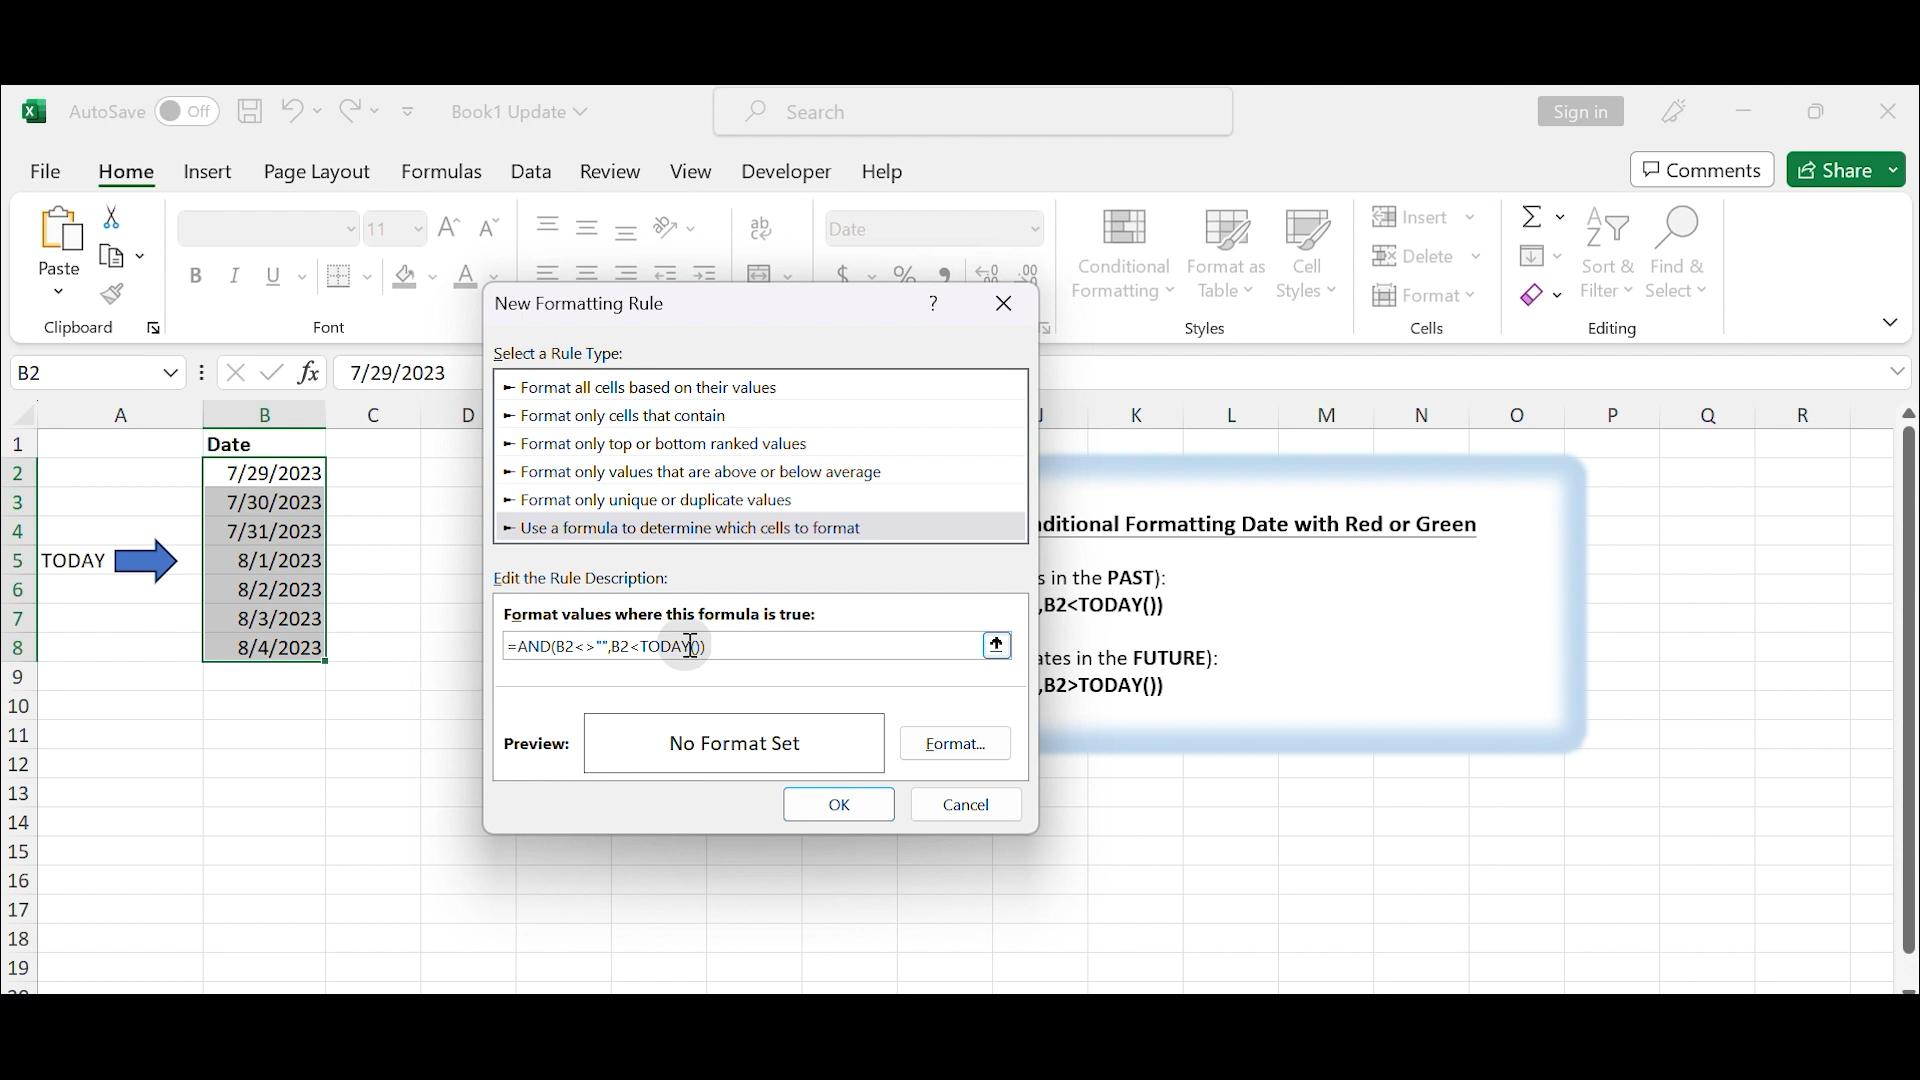 AutoSave Off Book1 Update Search Sign in
File Home Insert Page Layout Formulas Data Review View Developer Help Comments Share
Paste
Clipboard
11
B I U
Font
Date
Conditional Formatting
Format as Table
Cell Styles
Styles
Insert
Delete
Format
Cells
Sort & Filter
Find & Select
Editing
B2 fx 7/29/2023
A B C D J K L M N O P Q R
1 Date
2 7/29/2023
3 7/30/2023
4 7/31/2023
5 TODAY 8/1/2023
6 8/2/2023
7 8/3/2023
8 8/4/2023
9
10
11
12
13
14
15
16
17
18
19
New Formatting Rule ?
Select a Rule Type:
► Format all cells based on their values
► Format only cells that contain
► Format only top or bottom ranked values
► Format only values that are above or below average
► Format only unique or duplicate values
► Use a formula to determine which cells to format
Edit the Rule Description:
Format values where this formula is true:
=AND(B2<>"",B2<TODAY())
Preview: No Format Set Format...
OK Cancel
ditional Formatting Date with Red or Green
s in the PAST):
,B2<TODAY())
ates in the FUTURE):
,B2>TODAY())